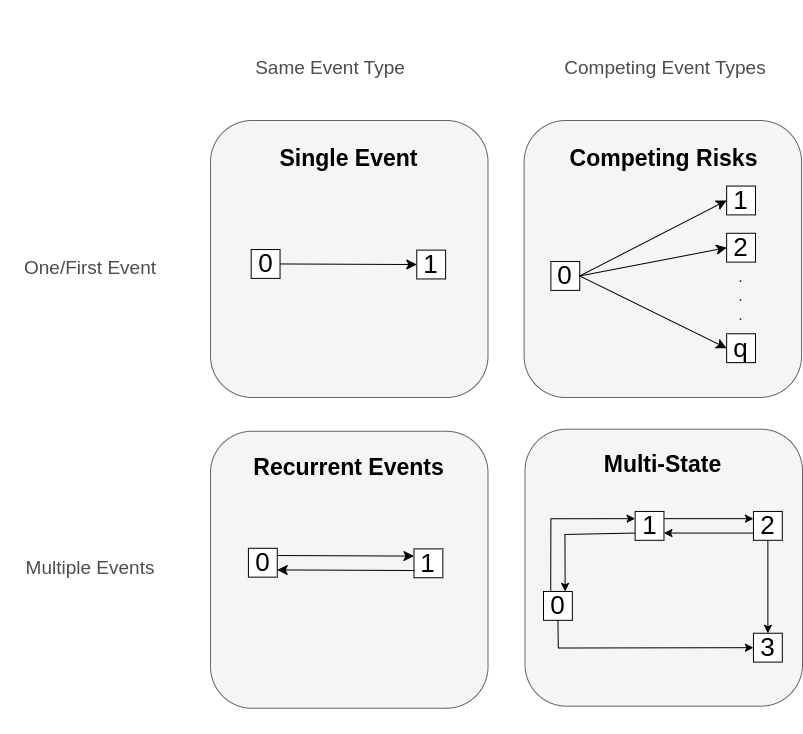 Same Event Type
Competing Event Types
One/First Event
Single Event
0
1
Competing Risks
0
1
2
.
.
.
q
Multiple Events
Recurrent Events
0
1
Multi-State
1
2
0
3